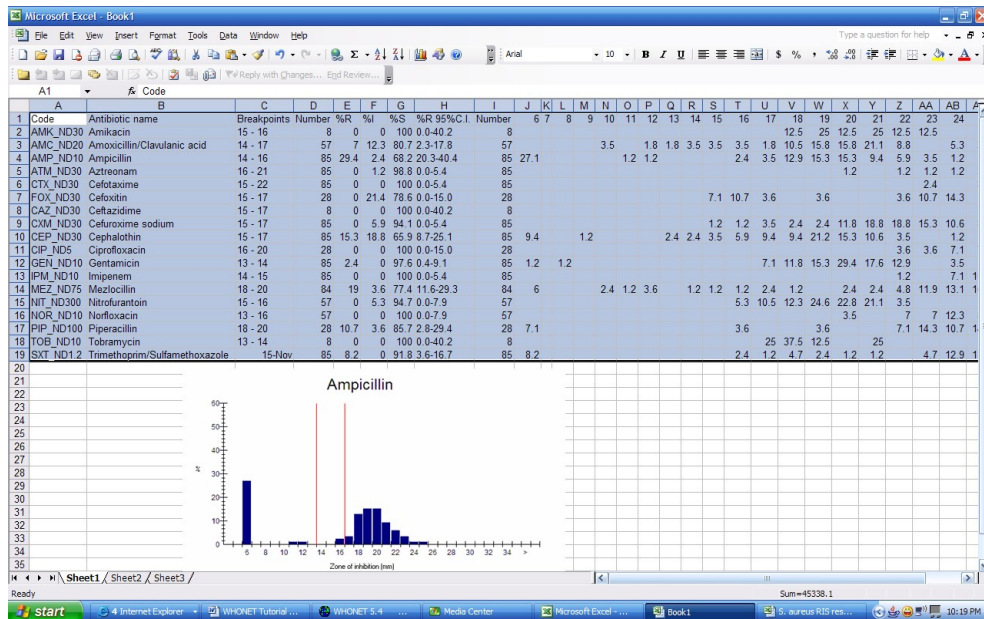 Microsoft Excel - Book1
File Edit View Insert Format Tools Data Window Help Type a question for help
Arial 10 B I U $ % ,
Reply with Changes... End Review...
A1 fx Code
A B C D E F G H I J K L M N O P Q R S T U V W X Y Z AA AB
1 Code Antibiotic name Breakpoints Number %R %I %S %R 95%C.I. Number 6 7 8 9 10 11 12 13 14 15 16 17 18 19 20 21 22 23 24
2 AMK_ND30 Amikacin 15 - 16 8 0 0 100 0.0-40.2 8 12.5 25 12.5 25 12.5 12.5
3 AMC_ND20 Amoxicillin/Clavulanic acid 14 - 17 57 7 12.3 80.7 2.3-17.8 57 3.5 1.8 1.8 3.5 3.5 3.5 1.8 10.5 15.8 15.8 21.1 8.8 5.3
4 AMP_ND10 Ampicillin 14 - 16 85 29.4 2.4 68.2 20.3-40.4 85 27.1 1.2 1.2 2.4 3.5 12.9 15.3 15.3 9.4 5.9 3.5 1.2
5 ATM_ND30 Aztreonam 16 - 21 85 0 1.2 98.8 0.0-5.4 85 1.2 1.2 1.2 1.2
6 CTX_ND30 Cefotaxime 15 - 22 85 0 0 100 0.0-5.4 85 2.4
7 FOX_ND30 Cefoxitin 15 - 17 28 0 21.4 78.6 0.0-15.0 28 7.1 10.7 3.6 3.6 3.6 10.7 14.3
8 CAZ_ND30 Ceftazidime 15 - 17 8 0 0 100 0.0-40.2 8
9 CXM_ND30 Cefuroxime sodium 15 - 17 85 0 5.9 94.1 0.0-5.4 85 1.2 1.2 3.5 2.4 2.4 11.8 18.8 18.8 15.3 10.6
10 CEP_ND30 Cephalothin 15 - 17 85 15.3 18.8 65.9 8.7-25.1 85 9.4 1.2 2.4 2.4 3.5 5.9 9.4 9.4 21.2 15.3 10.6 3.5 1.2
11 CIP_ND5 Ciprofloxacin 16 - 20 28 0 0 100 0.0-15.0 28 3.6 3.6 7.1
12 GEN_ND10 Gentamicin 13 - 14 85 2.4 0 97.6 0.4-9.1 85 1.2 1.2 7.1 11.8 15.3 29.4 17.6 12.9 3.5
13 IPM_ND10 Imipenem 14 - 15 85 0 0 100 0.0-5.4 85 1.2 7.1
14 MEZ_ND75 Mezlocillin 18 - 20 84 19 3.6 77.4 11.6-29.3 84 6 2.4 1.2 3.6 1.2 1.2 1.2 2.4 1.2 2.4 2.4 4.8 11.9 13.1
15 NIT_ND300 Nitrofurantoin 15 - 16 57 0 5.3 94.7 0.0-7.9 57 5.3 10.5 12.3 24.6 22.8 21.1 3.5
16 NOR_ND10 Norfloxacin 13 - 16 57 0 0 100 0.0-7.9 57 3.5 7 7 12.3
17 PIP_ND100 Piperacillin 18 - 20 28 10.7 3.6 85.7 2.8-29.4 28 7.1 3.6 3.6 7.1 14.3 10.7
18 TOB_ND10 Tobramycin 13 - 14 8 0 0 100 0.0-40.2 8 25 37.5 12.5 25
19 SXT_ND1.2 Trimethoprim/Sulfamethoxazole 15-Nov 85 8.2 0 91.8 3.6-16.7 85 8.2 2.4 1.2 4.7 2.4 1.2 1.2 4.7 12.9
20
21
22
23
24
25
26
27
28
29
30
31
32
33
34
35
Ampicillin
60
50
40
30
20
10
0
6 8 10 12 14 16 18 20 22 24 26 28 30 32 34 >
Zone of inhibition (mm)
Sheet1 / Sheet2 / Sheet3
Ready Sum=45338.1
start 4 Internet Explorer WHONET Tutorial ... WHONET 5.4 ... Media Center Microsoft Excel - ... Book1 S. aureus RIS res... 10:19 PM